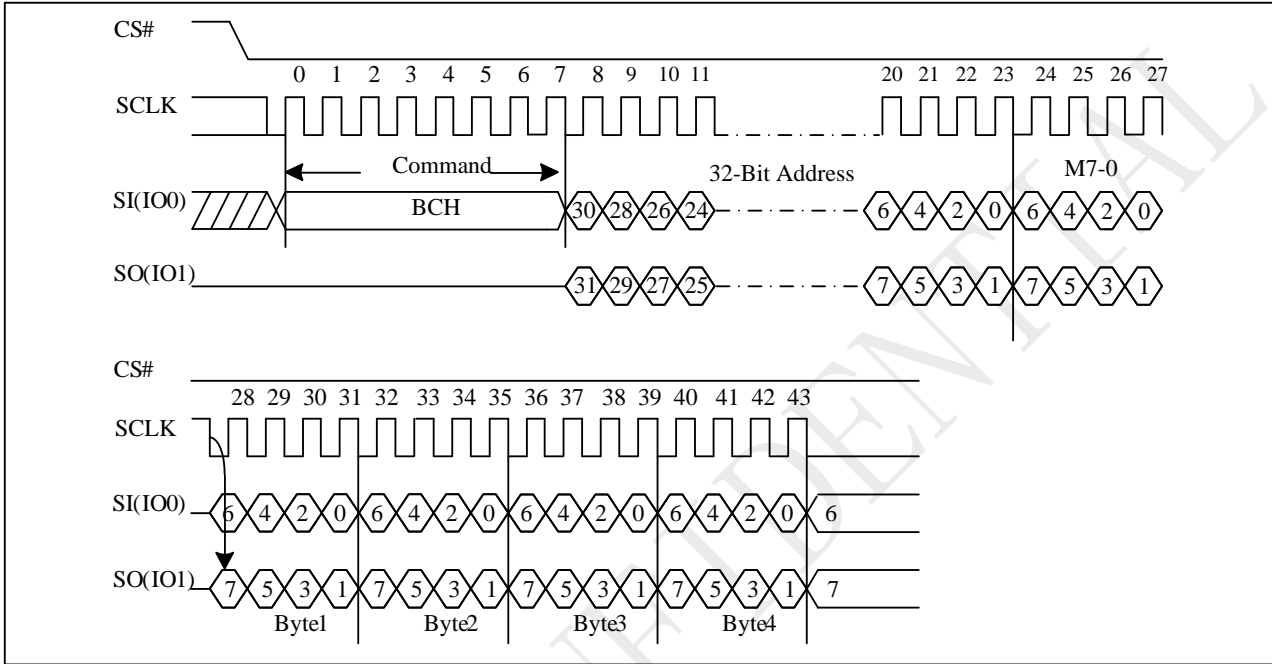 CS#
0 1 2 3 4 5 6 7 8 9 10 11 20 21 22 23 24 25 26 27
SCLK
Command 32-Bit Address M7-0
SI(IO0) BCH 30 28 26 24 6 4 2 0 6 4 2 0
SO(IO1) 31 29 27 25 7 5 3 1 7 5 3 1
CS#
28 29 30 31 32 33 34 35 36 37 38 39 40 41 42 43
SCLK
SI(IO0) 6 4 2 0 6 4 2 0 6 4 2 0 6 4 2 0 6
SO(IO1) 7 5 3 1 7 5 3 1 7 5 3 1 7 5 3 1 7
Byte1 Byte2 Byte3 Byte4
IDENTIAL